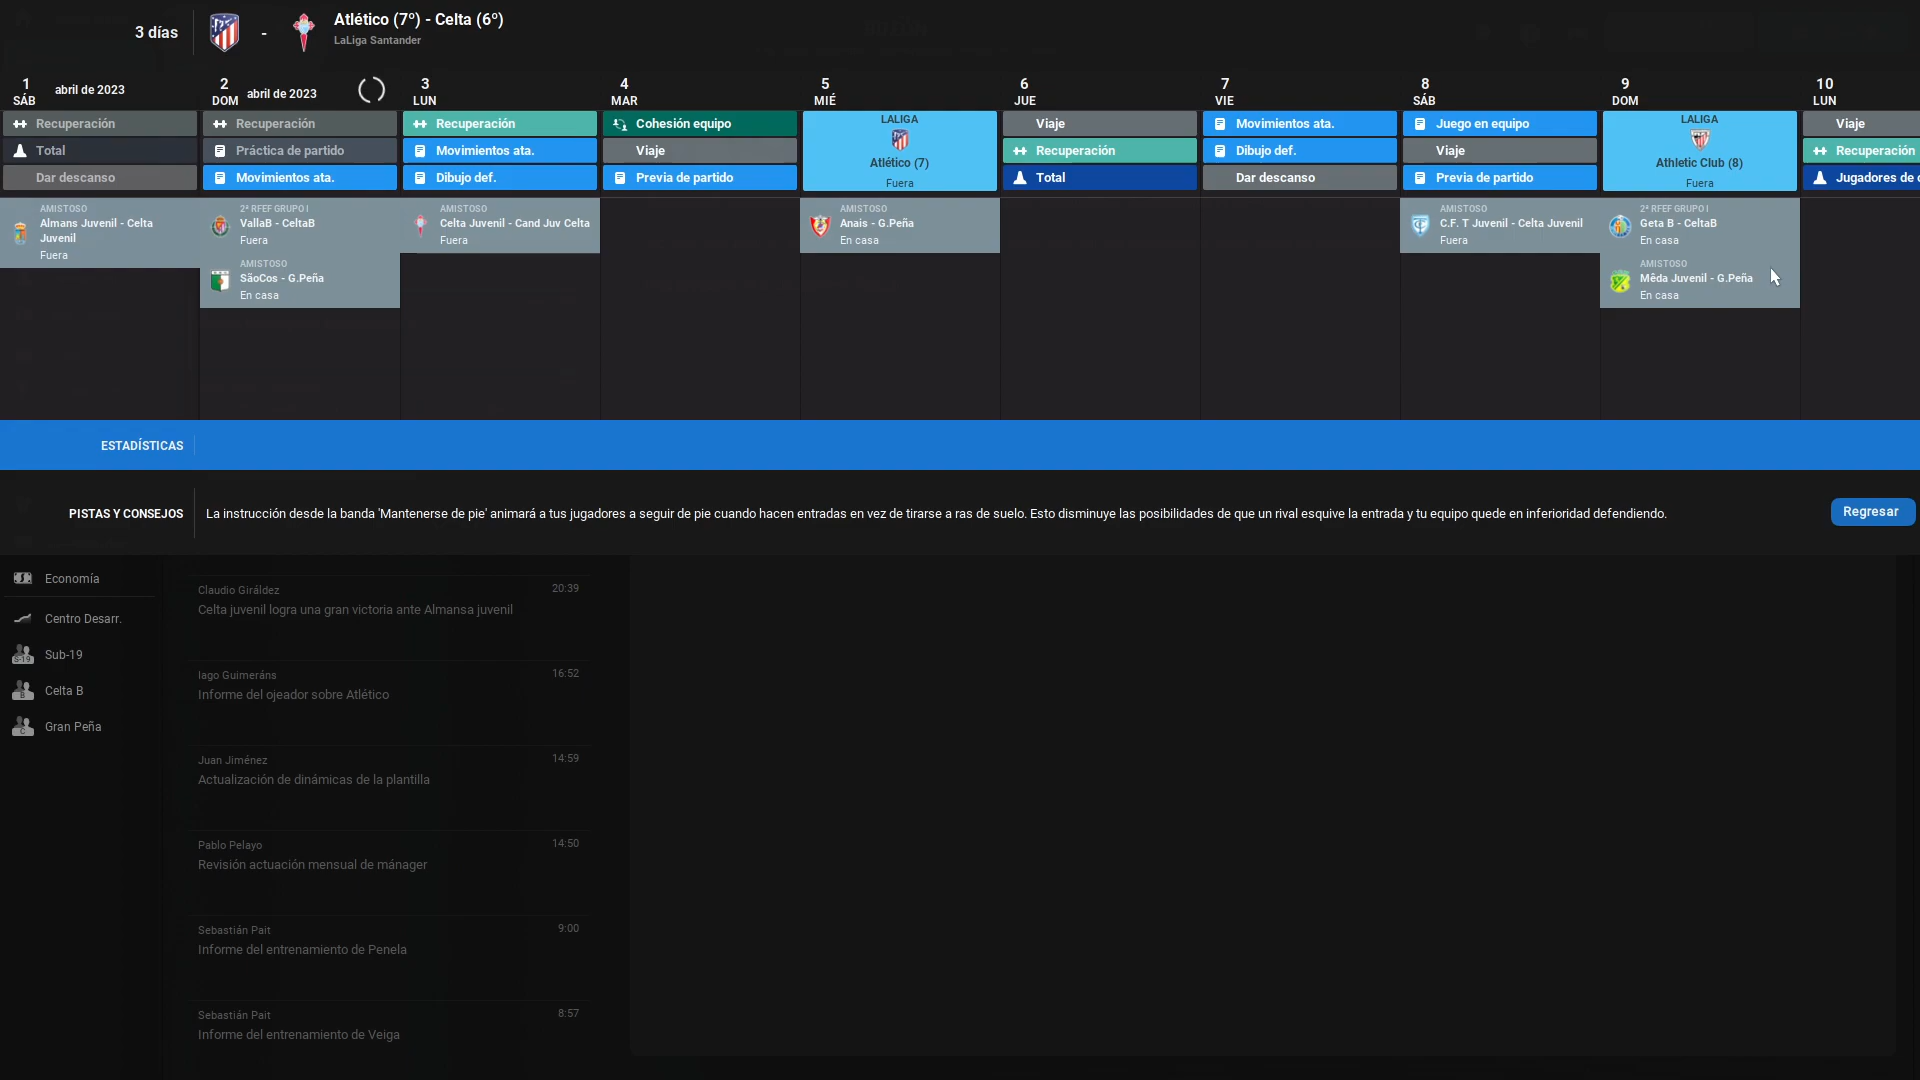 3 días
-
Atlético (7º) - Celta (6º)
LaLiga Santander
1
SÁB
abril de 2023
2
DOM
abril de 2023
3
LUN
4
MAR
5
MIÉ
6
JUE
7
VIE
8
SÁB
9
DOM
10
LUN
Recuperación
Total
Dar descanso
Recuperación
Práctica de partido
Movimientos ata.
Recuperación
Movimientos ata.
Dibujo def.
Cohesión equipo
Viaje
Previa de partido
LALIGA
Atlético (7)
Fuera
Viaje
Recuperación
Total
Movimientos ata.
Dibujo def.
Dar descanso
Juego en equipo
Viaje
Previa de partido
LALIGA
Athletic Club (8)
Fuera
Viaje
Recuperación
Jugadores de c
AMISTOSO
Almans Juvenil - Celta
Juvenil
Fuera
2ª RFEF GRUPO I
VallaB - CeltaB
Fuera
AMISTOSO
SãoCos - G.Peña
En casa
AMISTOSO
Celta Juvenil - Cand Juv Celta
Fuera
AMISTOSO
Anais - G.Peña
En casa
AMISTOSO
C.F. T Juvenil - Celta Juvenil
Fuera
2ª RFEF GRUPO I
Geta B - CeltaB
En casa
AMISTOSO
Mêda Juvenil - G.Peña
En casa
ESTADÍSTICAS
PISTAS Y CONSEJOS
La instrucción desde la banda 'Mantenerse de pie' animará a tus jugadores a seguir de pie cuando hacen entradas en vez de tirarse a ras de suelo. Esto disminuye las posibilidades de que un rival esquive la entrada y tu equipo quede en inferioridad defendiendo.
Regresar
Economía
Centro Desarr.
Sub-19
Celta B
Gran Peña
Claudio Giráldez
20:39
Celta juvenil logra una gran victoria ante Almansa juvenil
Iago Guimeráns
16:52
Informe del ojeador sobre Atlético
Juan Jiménez
14:59
Actualización de dinámicas de la plantilla
Pablo Pelayo
14:50
Revisión actuación mensual de mánager
Sebastián Pait
9:00
Informe del entrenamiento de Penela
Sebastián Pait
8:57
Informe del entrenamiento de Veiga